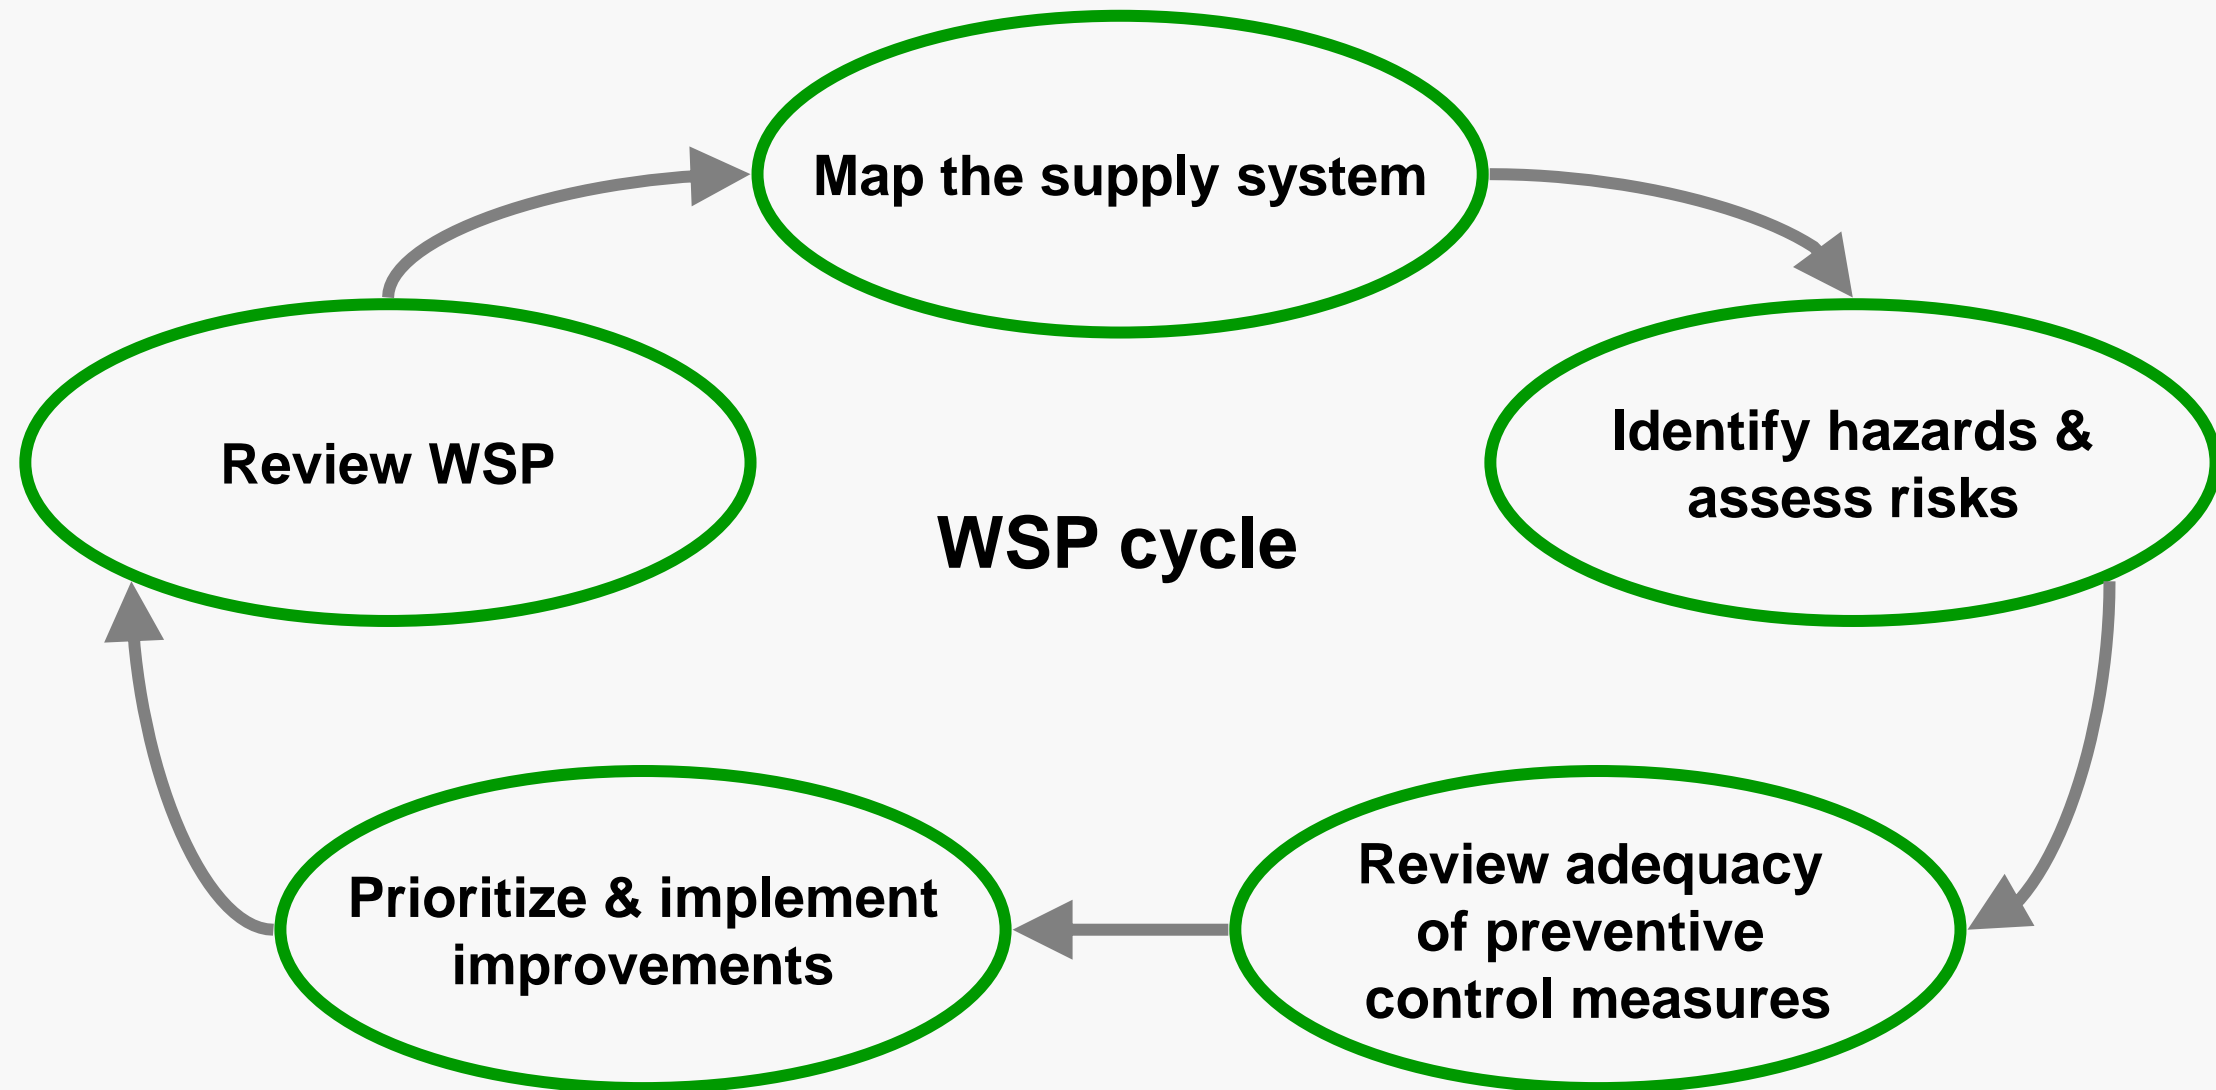 Map the supply system
Identify hazards &
assess risks
Review adequacy
of preventive
control measures
Prioritize & implement
improvements
Review WSP
WSP cycle